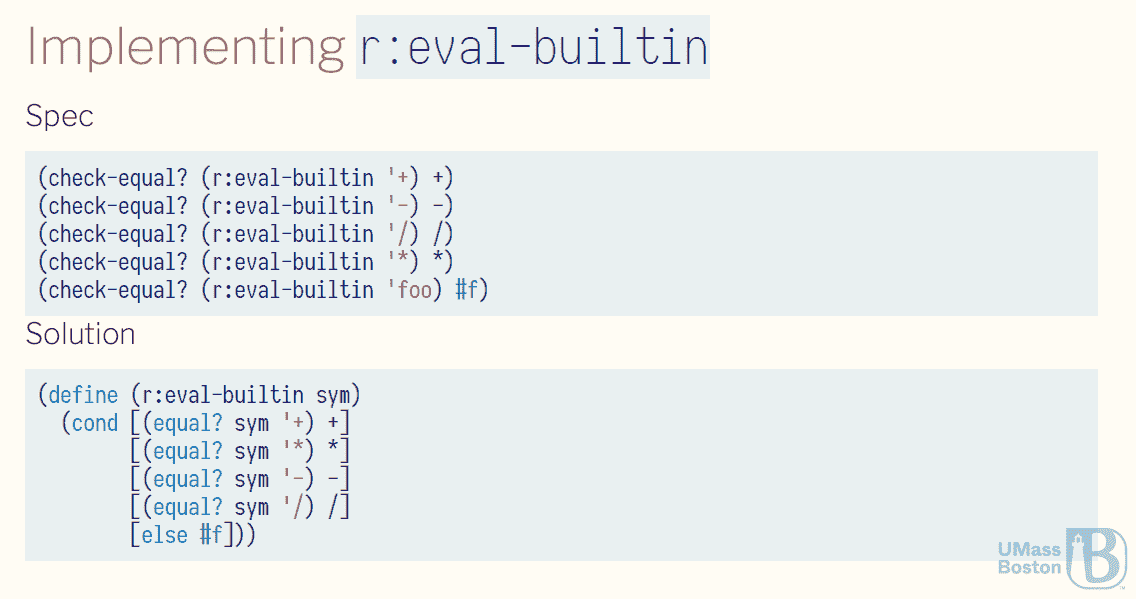 Implementing r:eval-builtin
Spec
(check-equal? (r:eval-builtin '+) +)
(check-equal? (r:eval-builtin '-) -)
(check-equal? (r:eval-builtin '/) /)
(check-equal? (r:eval-builtin '*) *)
(check-equal? (r:eval-builtin 'foo) #f)
Solution
(define (r:eval-builtin sym)
  (cond [(equal? sym '+) +]
        [(equal? sym '*) *]
        [(equal? sym '-) -]
        [(equal? sym '/) /]
        [else #f]))
UMass
Boston
B